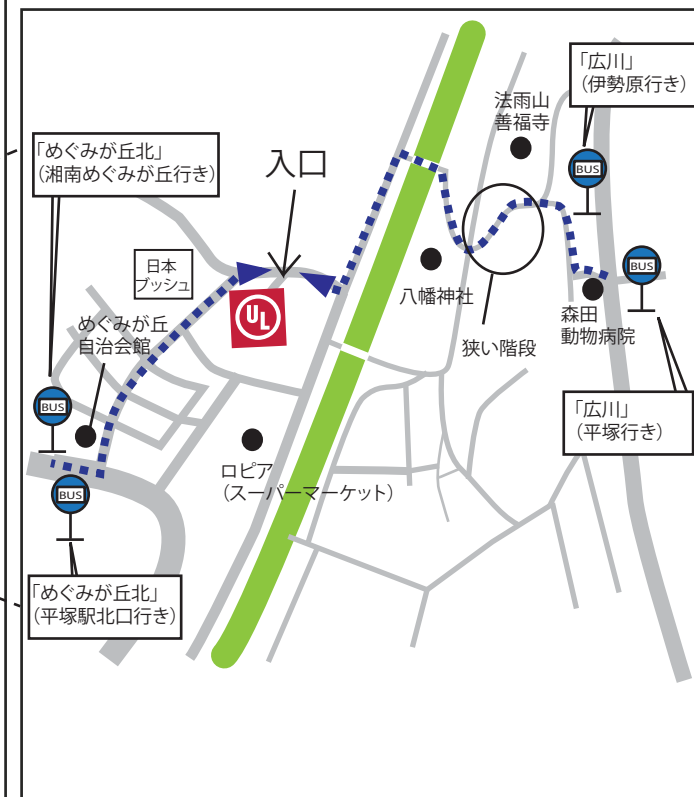 「広川」
（伊勢原行き）
法雨山
善福寺
BUS
「めぐみが丘北」
（湘南めぐみが丘行き）
入口
日本
ブッシュ
UL
八幡神社
BUS
森田
動物病院
狭い階段
めぐみが丘
自治会館
BUS
「広川」
（平塚行き）
ロピア
（スーパーマーケット）
BUS
「めぐみが丘北」
（平塚駅北口行き）